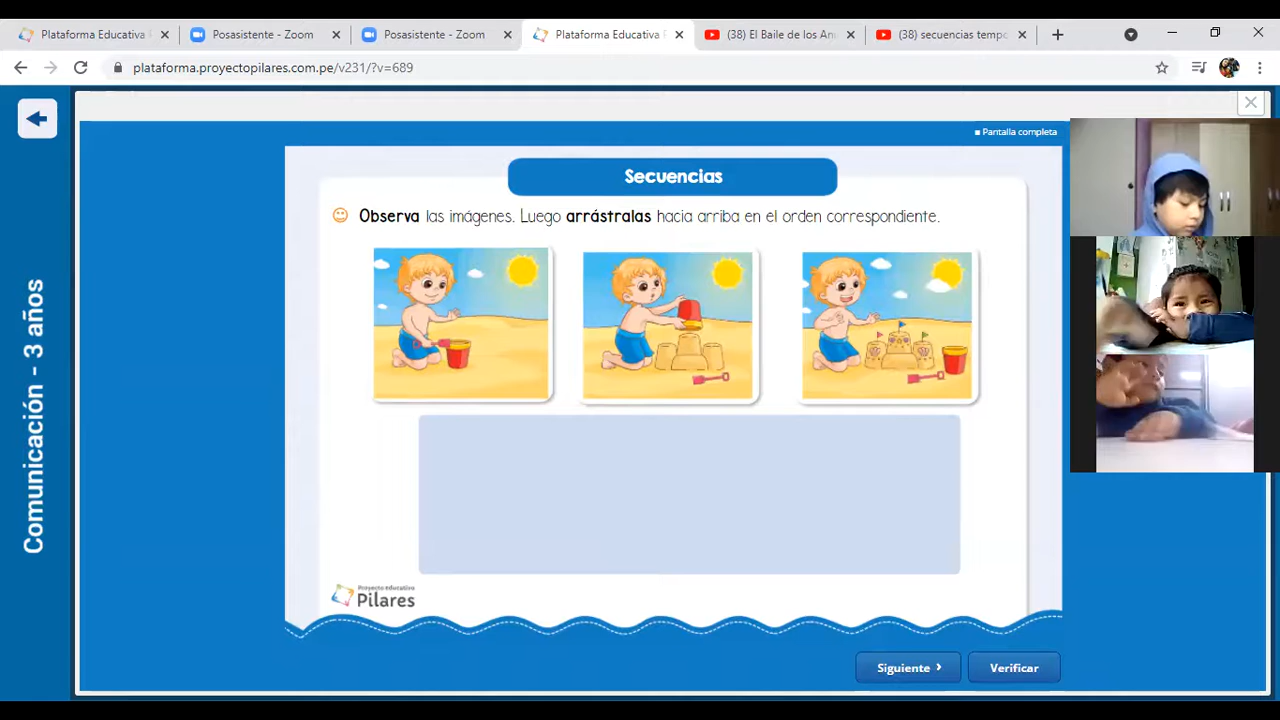 Plataforma Educativa
Posasistente - Zoom
Posasistente - Zoom
Plataforma Educativa
(38) El Baile de los
(38) secuencias
plataforma.proyectopilares.com.pe/v231/?v=689
Pantalla completa
Secuencias
Observa las imágenes. Luego arrástralas hacia arriba en el orden correspondiente.
Comunicación - 3 años
Proyecto Educativo
Pilares
Siguiente
Verificar